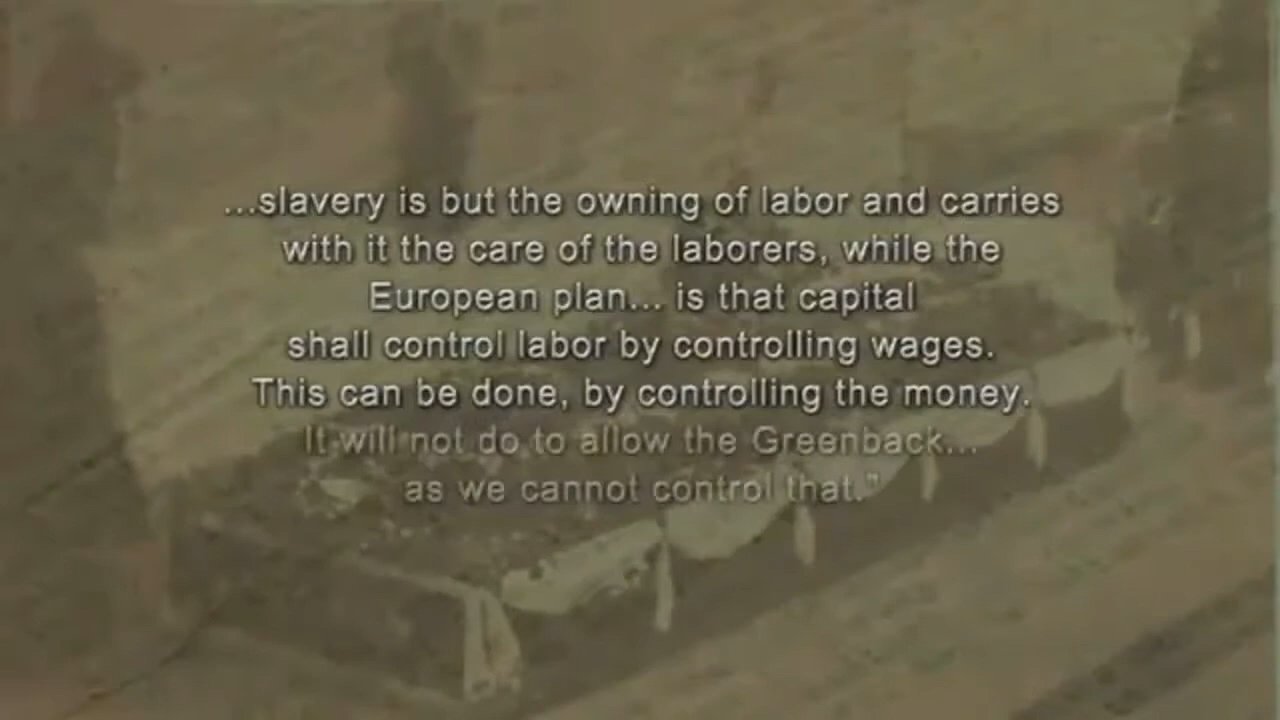 ...slavery is but the owning of labor and carries
with it the care of the laborers, while the
European plan... is that capital
shall control labor by controlling wages.
This can be done, by controlling the money.
It will not do to allow the Greenback...
as we cannot control that."